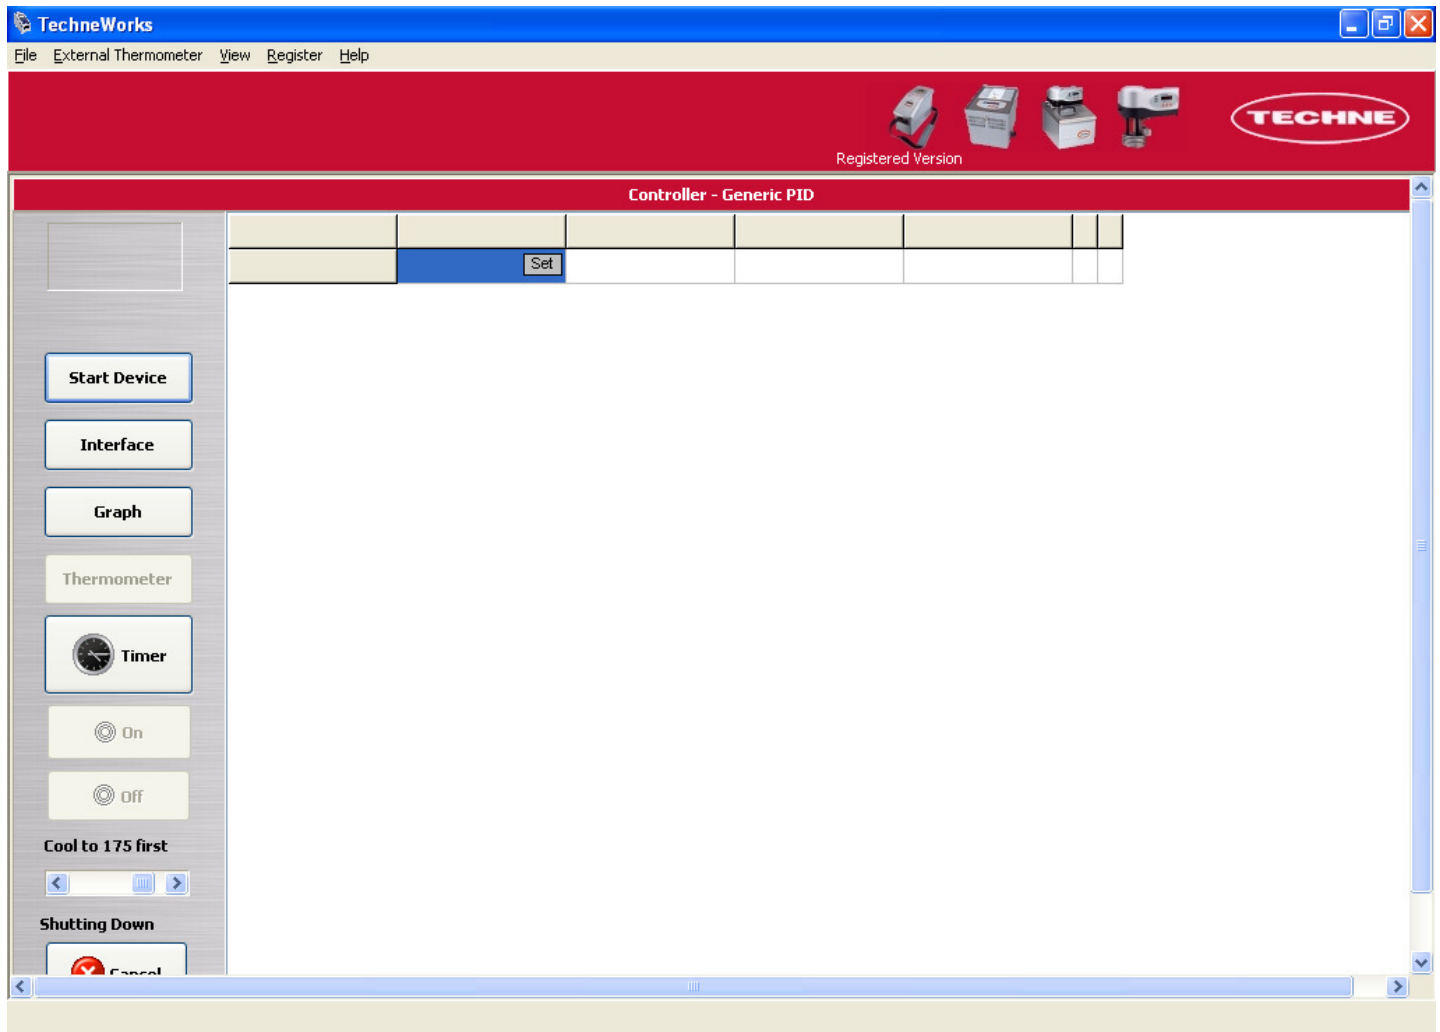 TechneWorks
File External Thermometer View Register Help
TECHNE
Registered Version
Controller - Generic PID
Set
Start Device
Interface
Graph
Thermometer
Timer
On
Off
Cool to 175 first
Shutting Down
Cancel